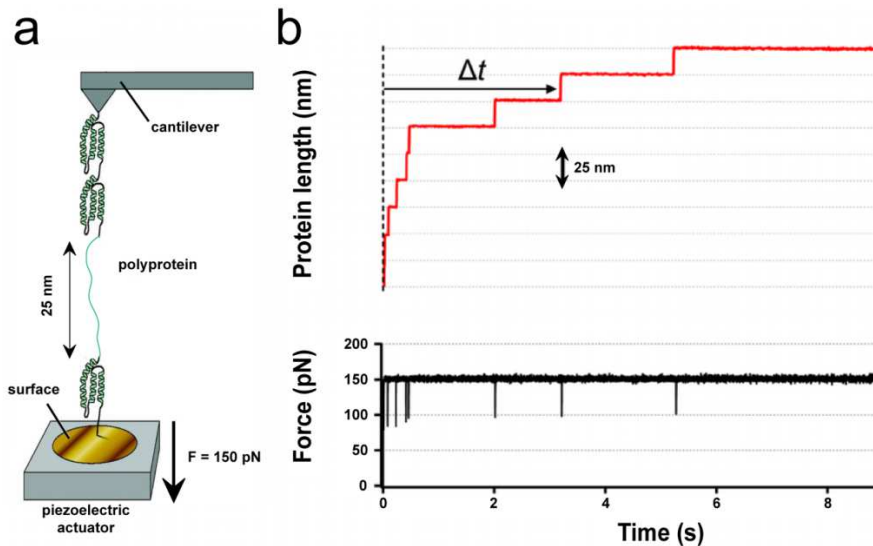 a
cantilever
polyprotein
25 nm
surface
F = 150 pN
piezoelectric
actuator
b
Protein length (nm)
Δt
25 nm
Force (pN)
200
150
100
50
0
0
2
4
6
8
Time (s)